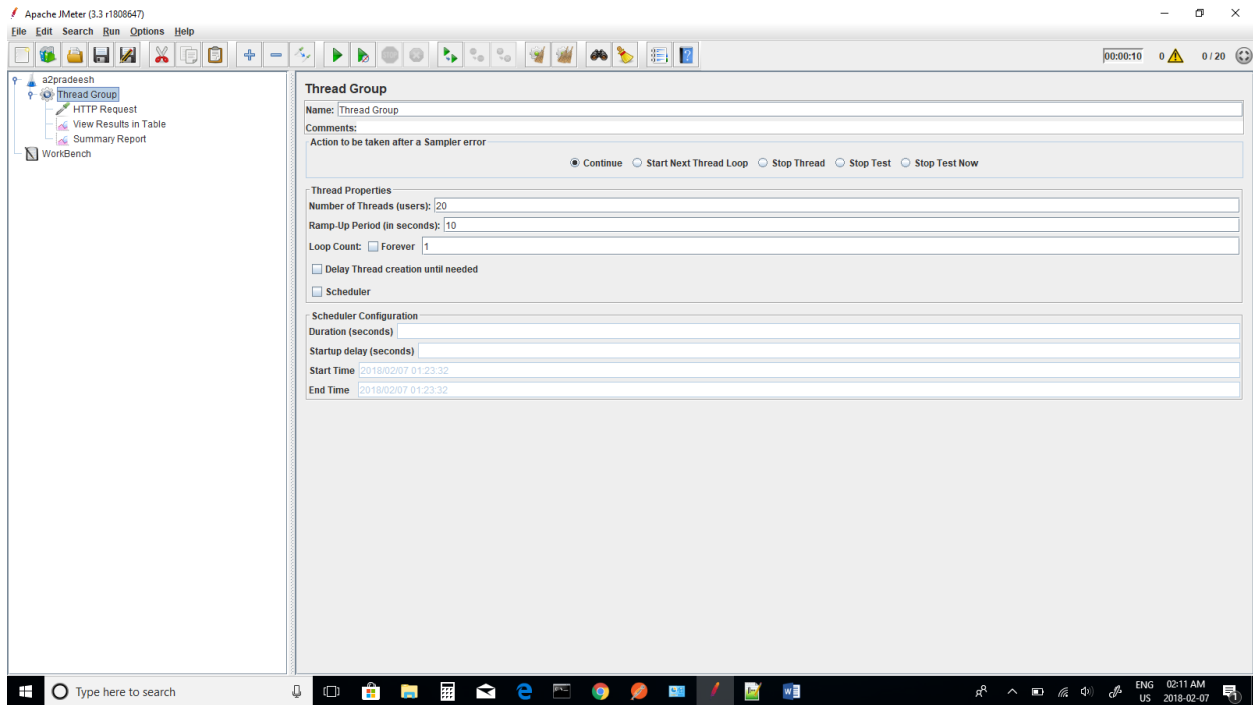 Apache JMeter (3.3 r1808647)
File Edit Search Run Options Help
00:00:10 0 0 / 20
a2pradeesh
Thread Group
HTTP Request
View Results in Table
Summary Report
WorkBench
Thread Group
Name: Thread Group
Comments:
Action to be taken after a Sampler error
Continue Start Next Thread Loop Stop Thread Stop Test Stop Test Now
Thread Properties
Number of Threads (users): 20
Ramp-Up Period (in seconds): 10
Loop Count: Forever 1
Delay Thread creation until needed
Scheduler
Scheduler Configuration
Duration (seconds)
Startup delay (seconds)
Start Time 2018/02/07 01:23:32
End Time 2018/02/07 01:23:32
Type here to search
ENG 02:11 AM
US 2018-02-07